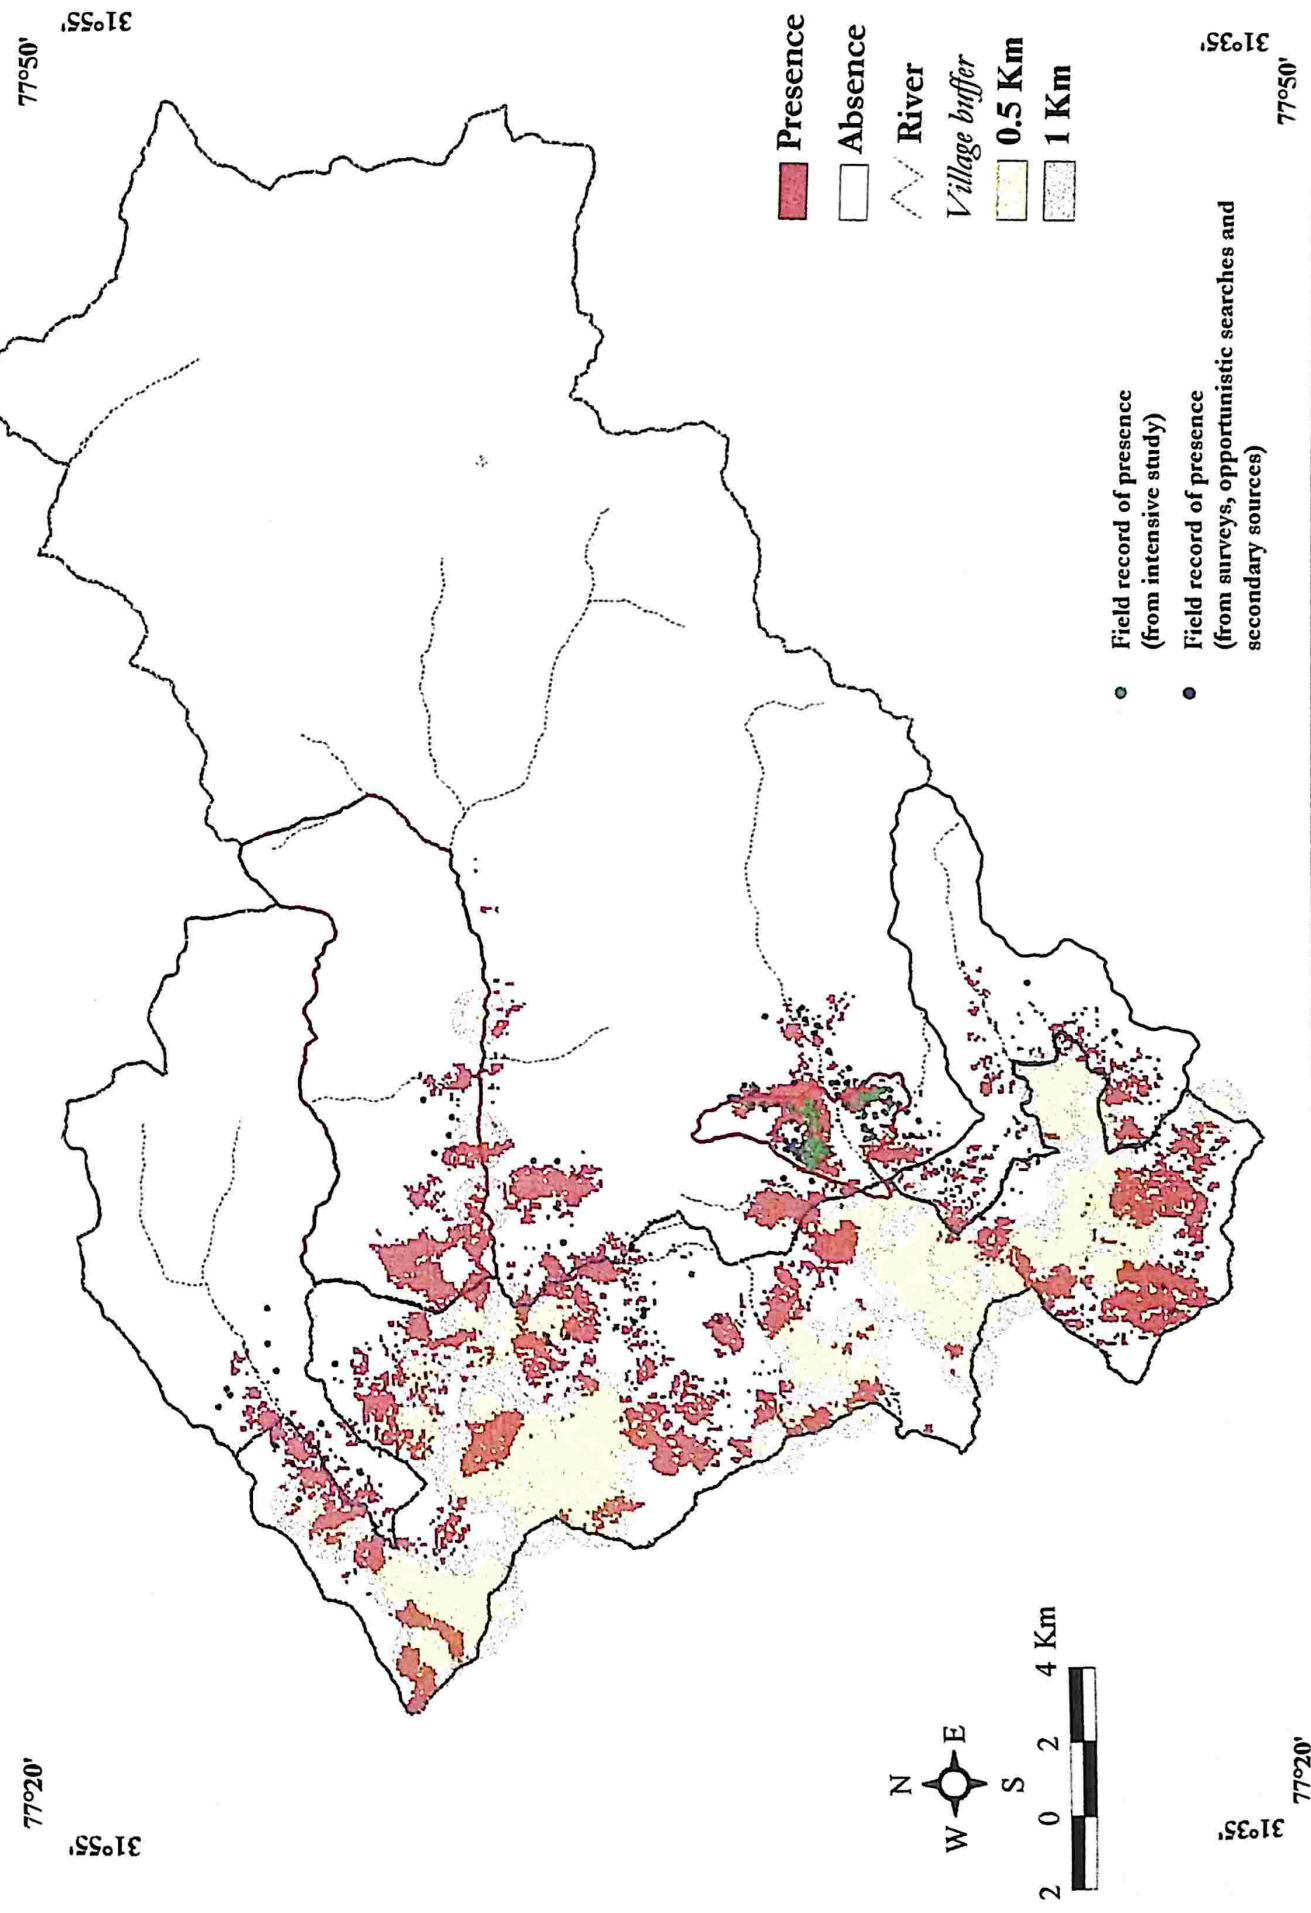 77°20'
77°50'
31°55'
31°55'
Presence
Absence
River
Village buffer
0.5 Km
1 Km
N
W E
S
2 0 2 4 Km
Field record of presence
(from intensive study)
Field record of presence
(from surveys, opportunistic searches and
secondary sources)
31°35'
31°35'
77°20'
77°50'